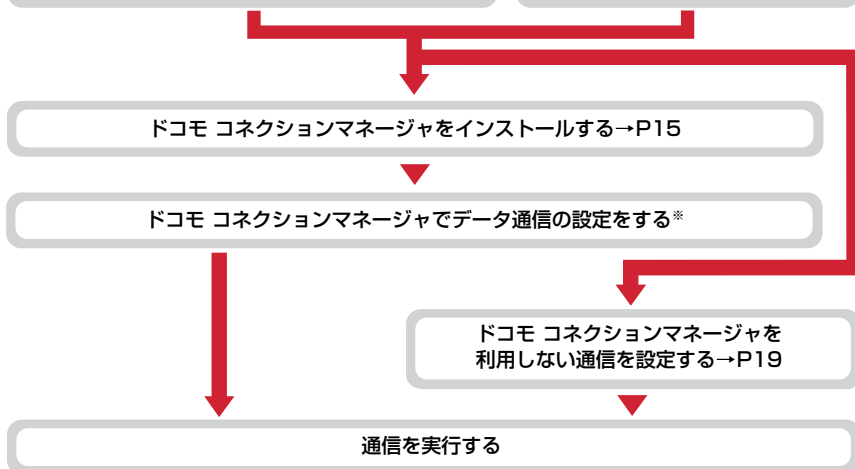 ドコモ コネクションマネージャをインストールする→P15
ドコモ コネクションマネージャでデータ通信の設定をする※
ドコモ コネクションマネージャを
利用しない通信を設定する→P19
通信を実行する